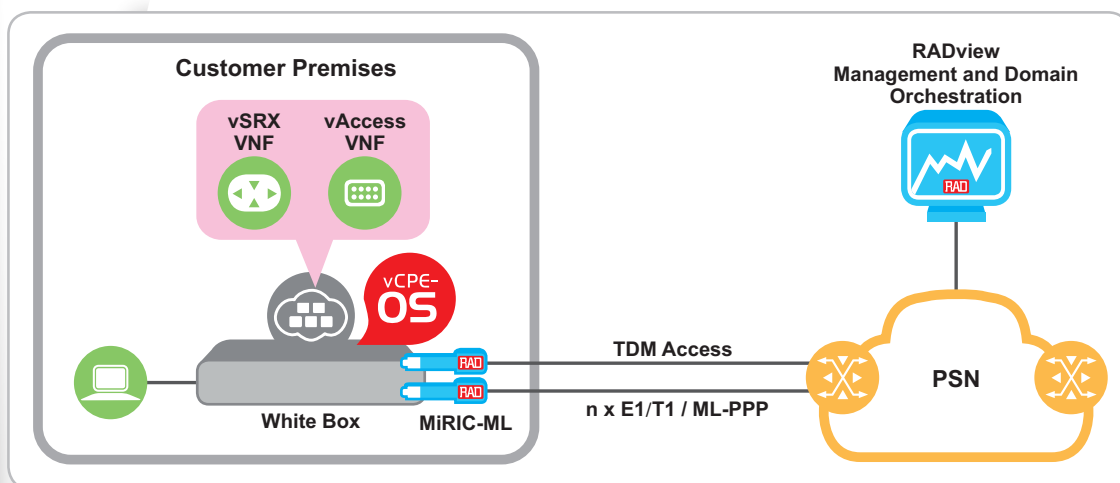 Customer Premises
vSRX
VNF
vAccess
VNF
vCPE-
OS
RAD
RAD
White Box
MiRIC-ML
TDM Access
n x E1/T1 / ML-PPP
RADview
Management and Domain
Orchestration
RAD
PSN